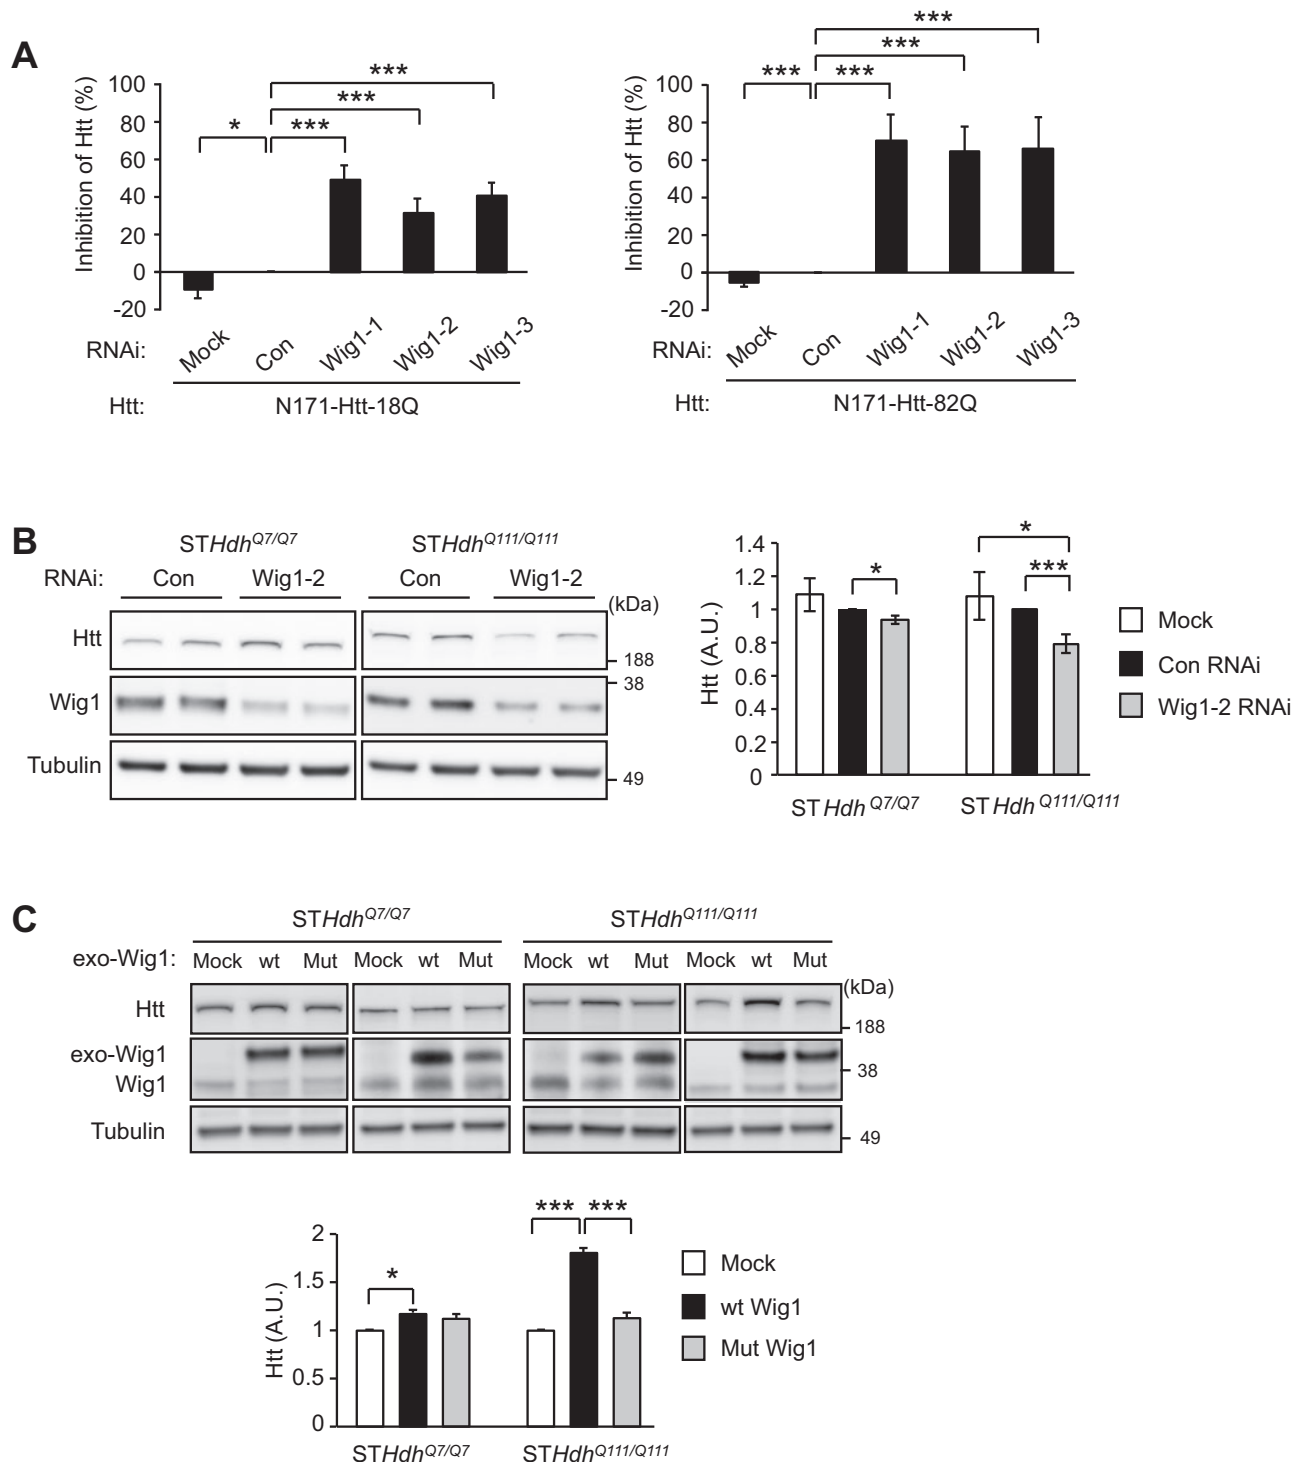 A
Inhibition of Htt (%)
100
80
60
40
20
0
-20
* *** *** ***
RNAi: Mock Con Wig1-1 Wig1-2 Wig1-3
Htt: N171-Htt-18Q
Inhibition of Htt (%)
100
80
60
40
20
0
-20
*** *** *** ***
RNAi: Mock Con Wig1-1 Wig1-2 Wig1-3
Htt: N171-Htt-82Q
B
STHdhQ7/Q7 STHdhQ111/Q111
RNAi: Con Wig1-2 Con Wig1-2
(kDa)
Htt
188
38
Wig1
Tubulin
49
Htt (A.U.)
1.4
1.2
1
0.8
0.6
0.4
0.2
0
* * ***
STHdh Q7/Q7 STHdh Q111/Q111
Mock
Con RNAi
Wig1-2 RNAi
C
STHdhQ7/Q7 STHdhQ111/Q111
exo-Wig1: Mock wt Mut Mock wt Mut Mock wt Mut Mock wt Mut
(kDa)
Htt
188
exo-Wig1
38
Wig1
Tubulin
49
Htt (A.U.)
2
1.5
1
0.5
0
* *** ***
STHdhQ7/Q7 STHdhQ111/Q111
Mock
wt Wig1
Mut Wig1